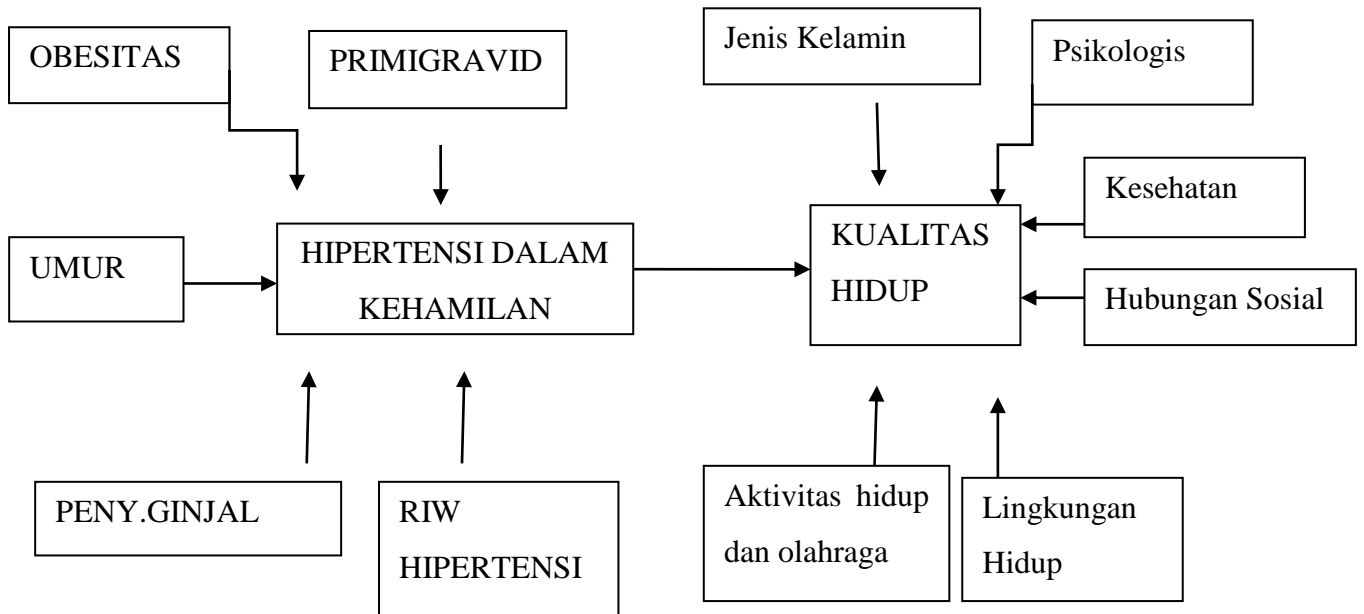 OBESITAS
PRIMIGRAVID
Jenis Kelamin
Psikologis
Kesehatan
UMUR
HIPERTENSI DALAM
KEHAMILAN
KUALITAS
HIDUP
Hubungan Sosial
PENY.GINJAL
RIW
HIPERTENSI
Aktivitas hidup
dan olahraga
Lingkungan
Hidup